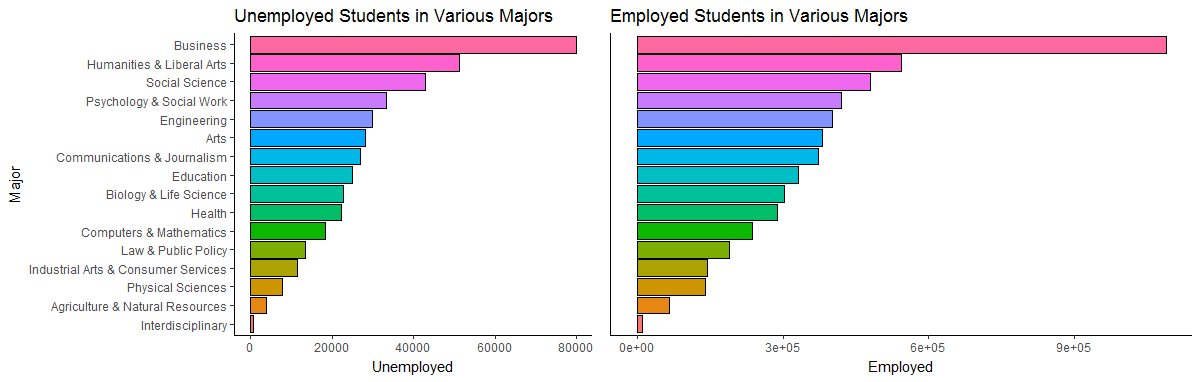 Unemployed Students in Various Majors
Employed Students in Various Majors
Major
Business
Humanities & Liberal Arts
Social Science
Psychology & Social Work
Engineering
Arts
Communications & Journalism
Education
Biology & Life Science
Health
Computers & Mathematics
Law & Public Policy
Industrial Arts & Consumer Services
Physical Sciences
Agriculture & Natural Resources
Interdisciplinary
0 20000 40000 60000 80000
0e+00 3e+05 6e+05 9e+05
Unemployed
Employed